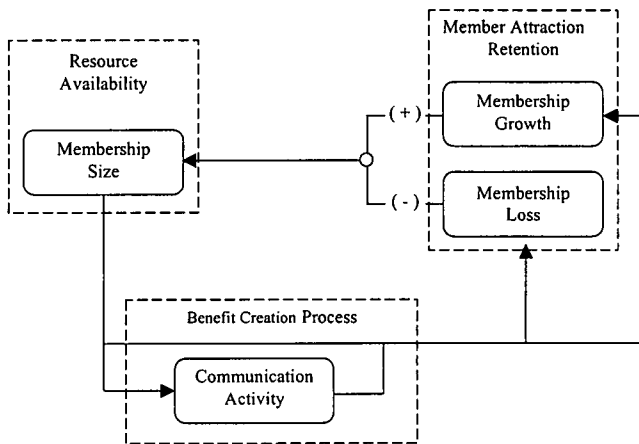 Member Attraction
Retention
Resource
Availability
(+)
Membership
Growth
Membership
Size
(-)
Membership
Loss
Benefit Creation Process
Communication
Activity